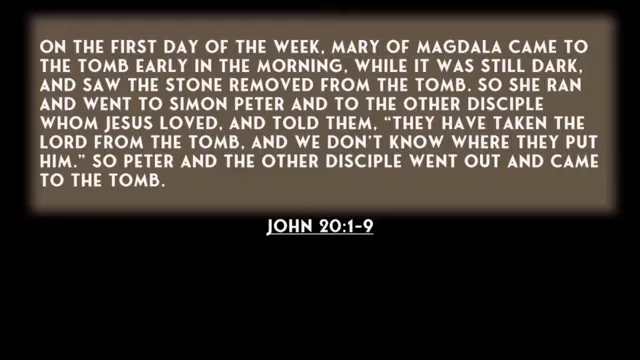 ON THE FIRST DAY OF THE WEEK, MARY OF MAGDALA CAME TO
THE TOMB EARLY IN THE MORNING, WHILE IT WAS STILL DARK,
AND SAW THE STONE REMOVED FROM THE TOMB. SO SHE RAN
AND WENT TO SIMON PETER AND TO THE OTHER DISCIPLE
WHOM JESUS LOVED, AND TOLD THEM, “THEY HAVE TAKEN THE
LORD FROM THE TOMB, AND WE DON’T KNOW WHERE THEY PUT
HIM.” SO PETER AND THE OTHER DISCIPLE WENT OUT AND CAME
TO THE TOMB.
JOHN 20:1-9